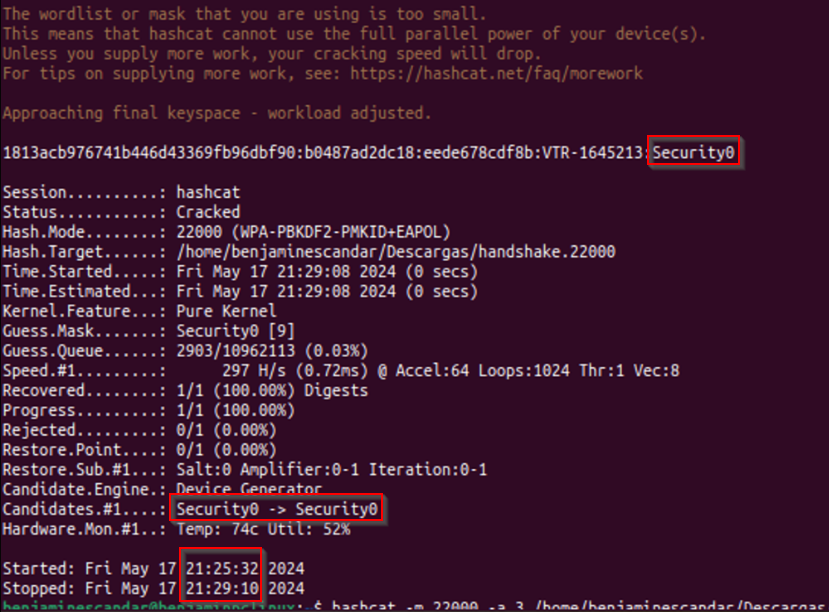 The wordlist or mask that you are using is too small.
This means that hashcat cannot use the full parallel power of your device(s).
Unless you supply more work, your cracking speed will drop.
For tips on supplying more work, see: https://hashcat.net/faq/morework
Approaching final keyspace - workload adjusted.
1813acb976741b446d43369fb96dbf90:b0487ad2dc18:eede678cdf8b:VTR-1645213:Security0
Session..........: hashcat
Status...........: Cracked
Hash.Mode........: 22000 (WPA-PBKDF2-PMKID+EAPOL)
Hash.Target......: /home/benjaminescandar/Descargas/handshake.22000
Time.Started.....: Fri May 17 21:29:08 2024 (0 secs)
Time.Estimated...: Fri May 17 21:29:08 2024 (0 secs)
Kernel.Feature...: Pure Kernel
Guess.Mask.......: Security0 [9]
Guess.Queue......: 2903/10962113 (0.03%)
Speed.#1.........:      297 H/s (0.72ms) @ Accel:64 Loops:1024 Thr:1 Vec:8
Recovered........: 1/1 (100.00%) Digests
Progress.........: 1/1 (100.00%)
Rejected.........: 0/1 (0.00%)
Restore.Point....: 0/1 (0.00%)
Restore.Sub.#1...: Salt:0 Amplifier:0-1 Iteration:0-1
Candidate.Engine.: Device Generator
Candidates.#1....: Security0 -> Security0
Hardware.Mon.#1..: Temp: 74c Util: 52%
Started: Fri May 17 21:25:32 2024
Stopped: Fri May 17 21:29:10 2024
$ hashcat -m 22000 -a 3 /home/benjaminescandar/Descargas